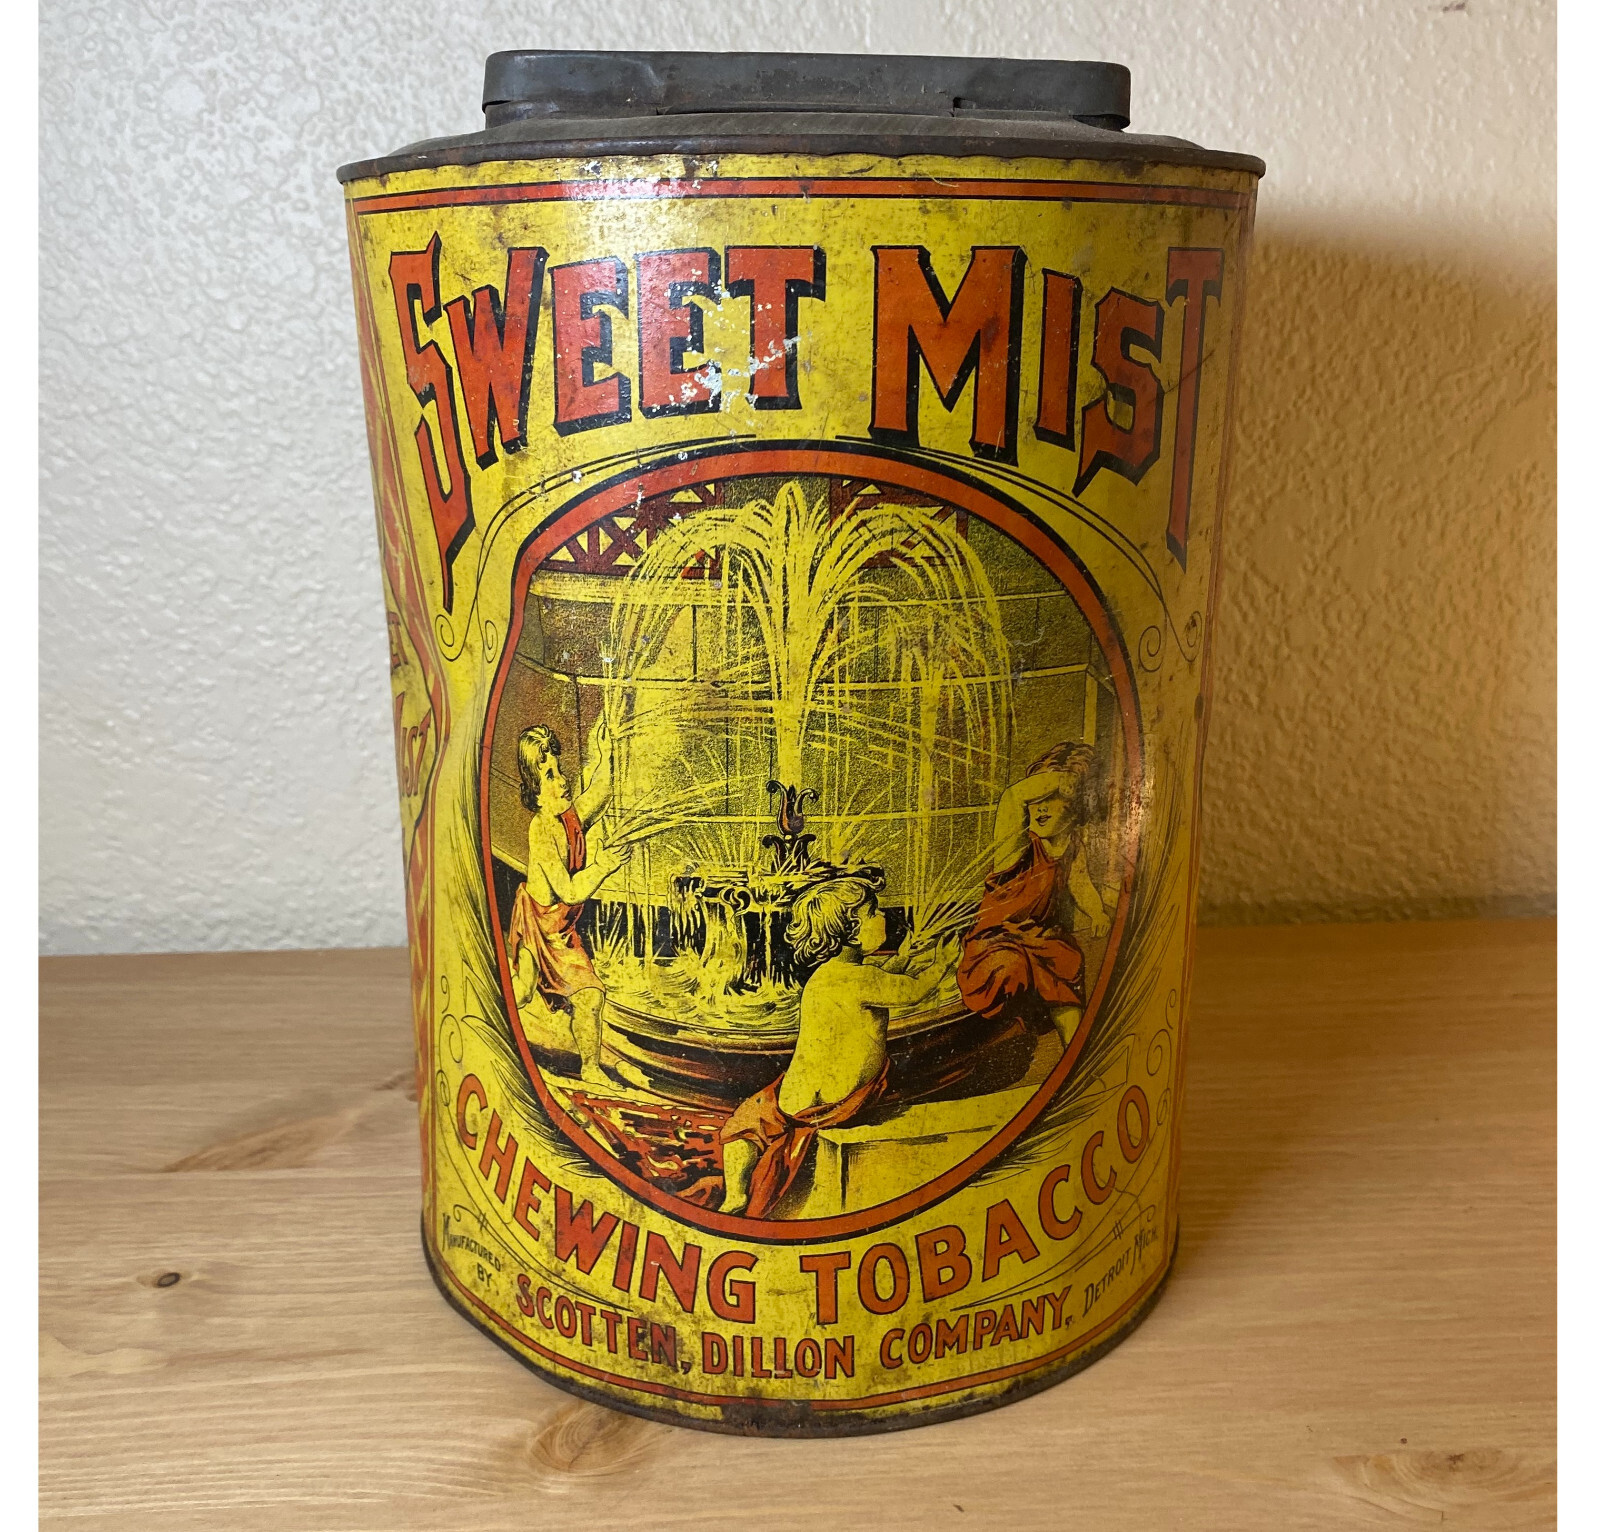 SWEET MIST
CHEWING TOBACCO
MANUFACTURED
BY
SCOTTEN, DILLON COMPANY, DETROIT MICH.